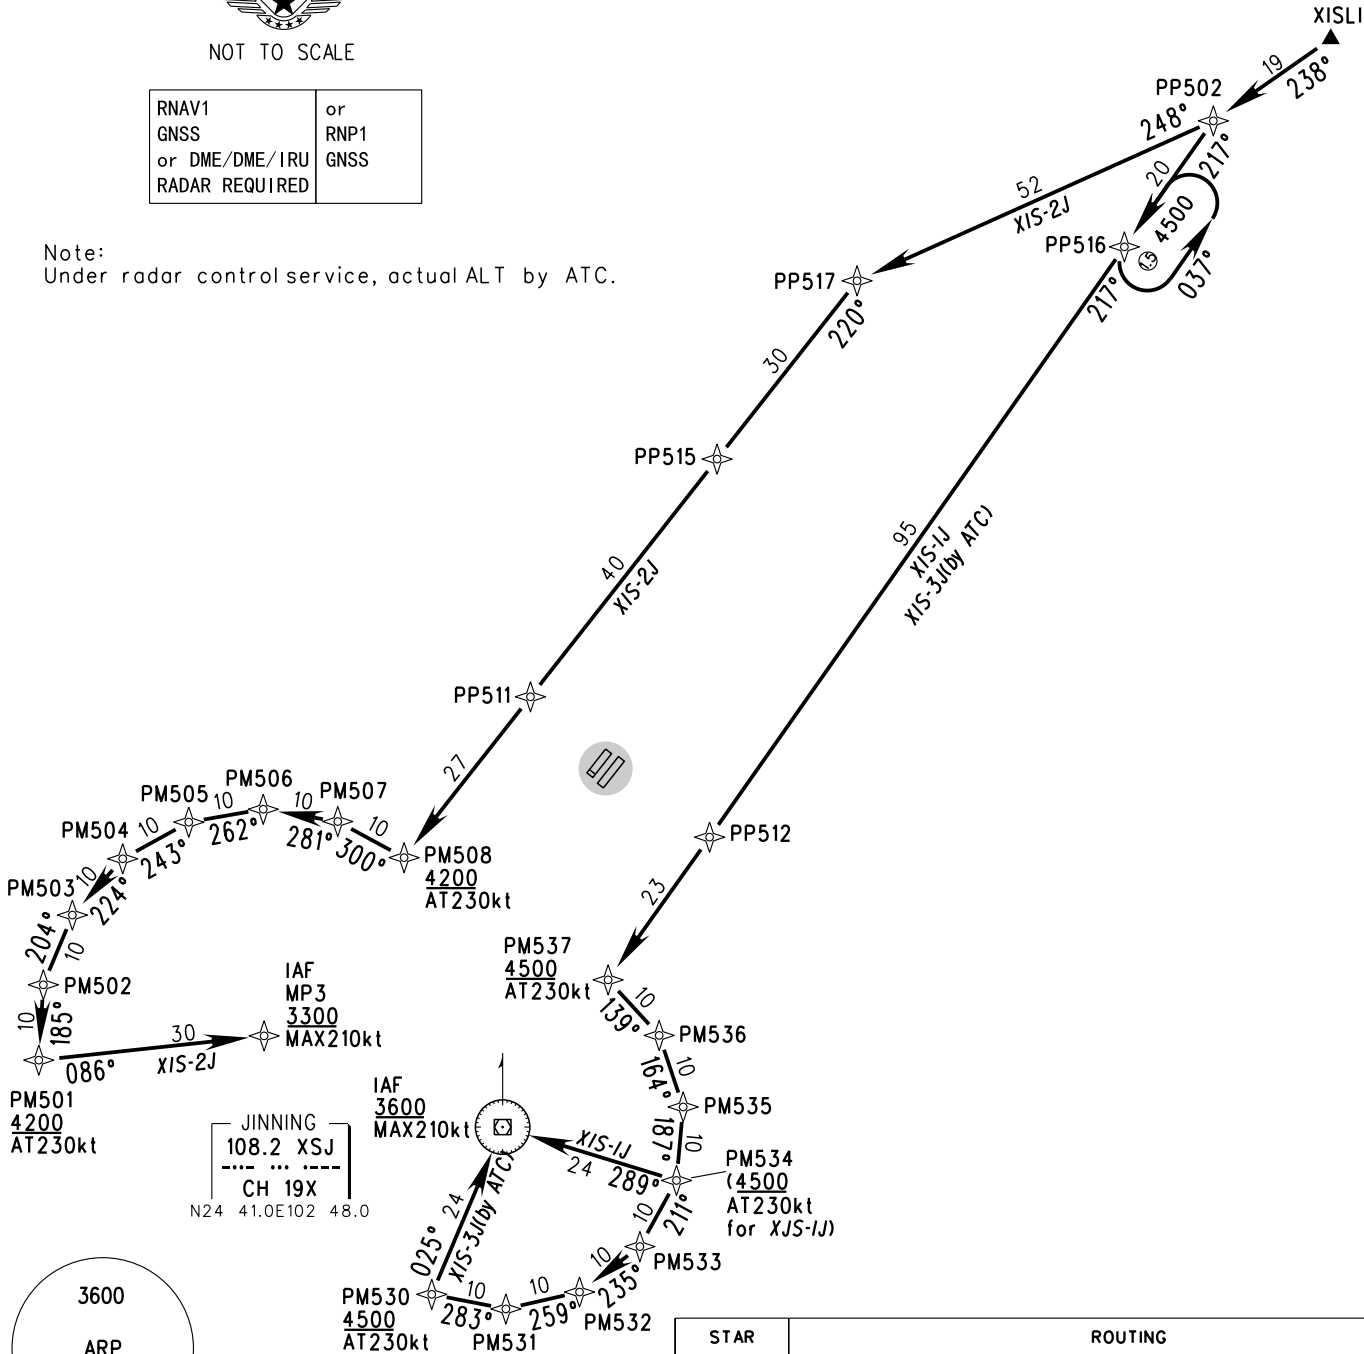 NOT TO SCALE
RNAV1
GNSS
or DME/DME/IRU
RADAR REQUIRED
or
RNP1
GNSS
Note:
Under radar control service, actual ALT by ATC.
XISLI
19
238°
PP502
248°
217°
20
52
XIS-2J
4500
1.5
037°
PP516
217°
PP517
220°
30
PP515
95
XIS-1J
XIS-3J(by ATC)
40
XIS-2J
PP511
27
PP512
23
PM508
4200
AT230kt
300°
10
PM507
281°
10
PM506
262°
10
PM505
243°
10
PM504
224°
10
PM503
204°
10
PM502
185°
10
PM501
4200
AT230kt
086°
30
XIS-2J
IAF
MP3
3300
MAX210kt
PM537
4500
AT230kt
139°
10
PM536
164°
10
PM535
187°
10
PM534
(4500
AT230kt
for XJS-1J)
XIS-1J
24
289°
211°
10
PM533
235°
10
PM532
259°
10
PM531
283°
10
PM530
4500
AT230kt
025°
24
XIS-3J(by ATC)
IAF
3600
MAX210kt
JINNING
108.2 XSJ
-··- ··· ·---
CH 19X
N24 41.0E102 48.0
3600
ARP
STAR
ROUTING